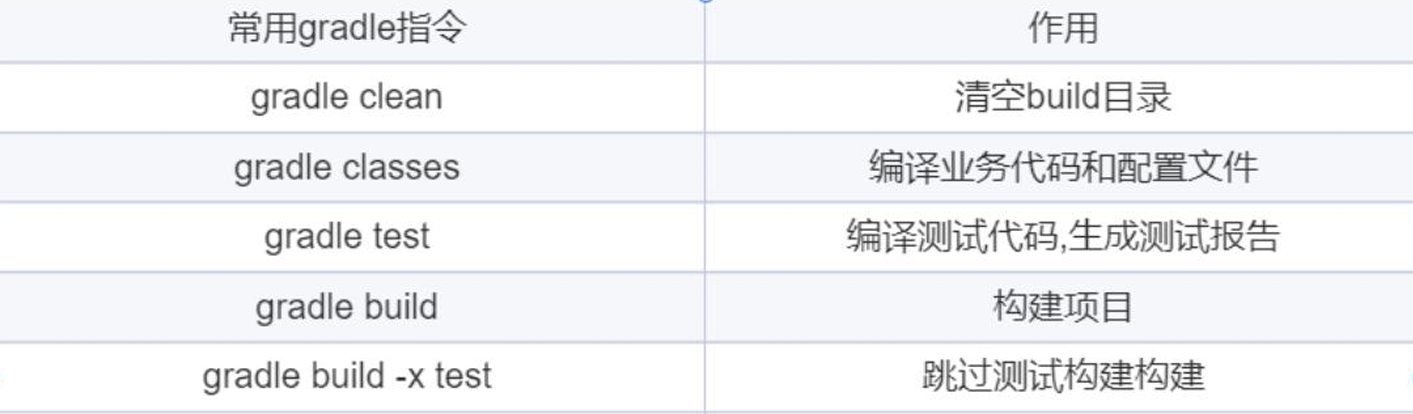 常用gradle指令 作用
gradle clean 清空build目录
gradle classes 编译业务代码和配置文件
gradle test 编译测试代码,生成测试报告
gradle build 构建项目
gradle build -x test 跳过测试构建构建